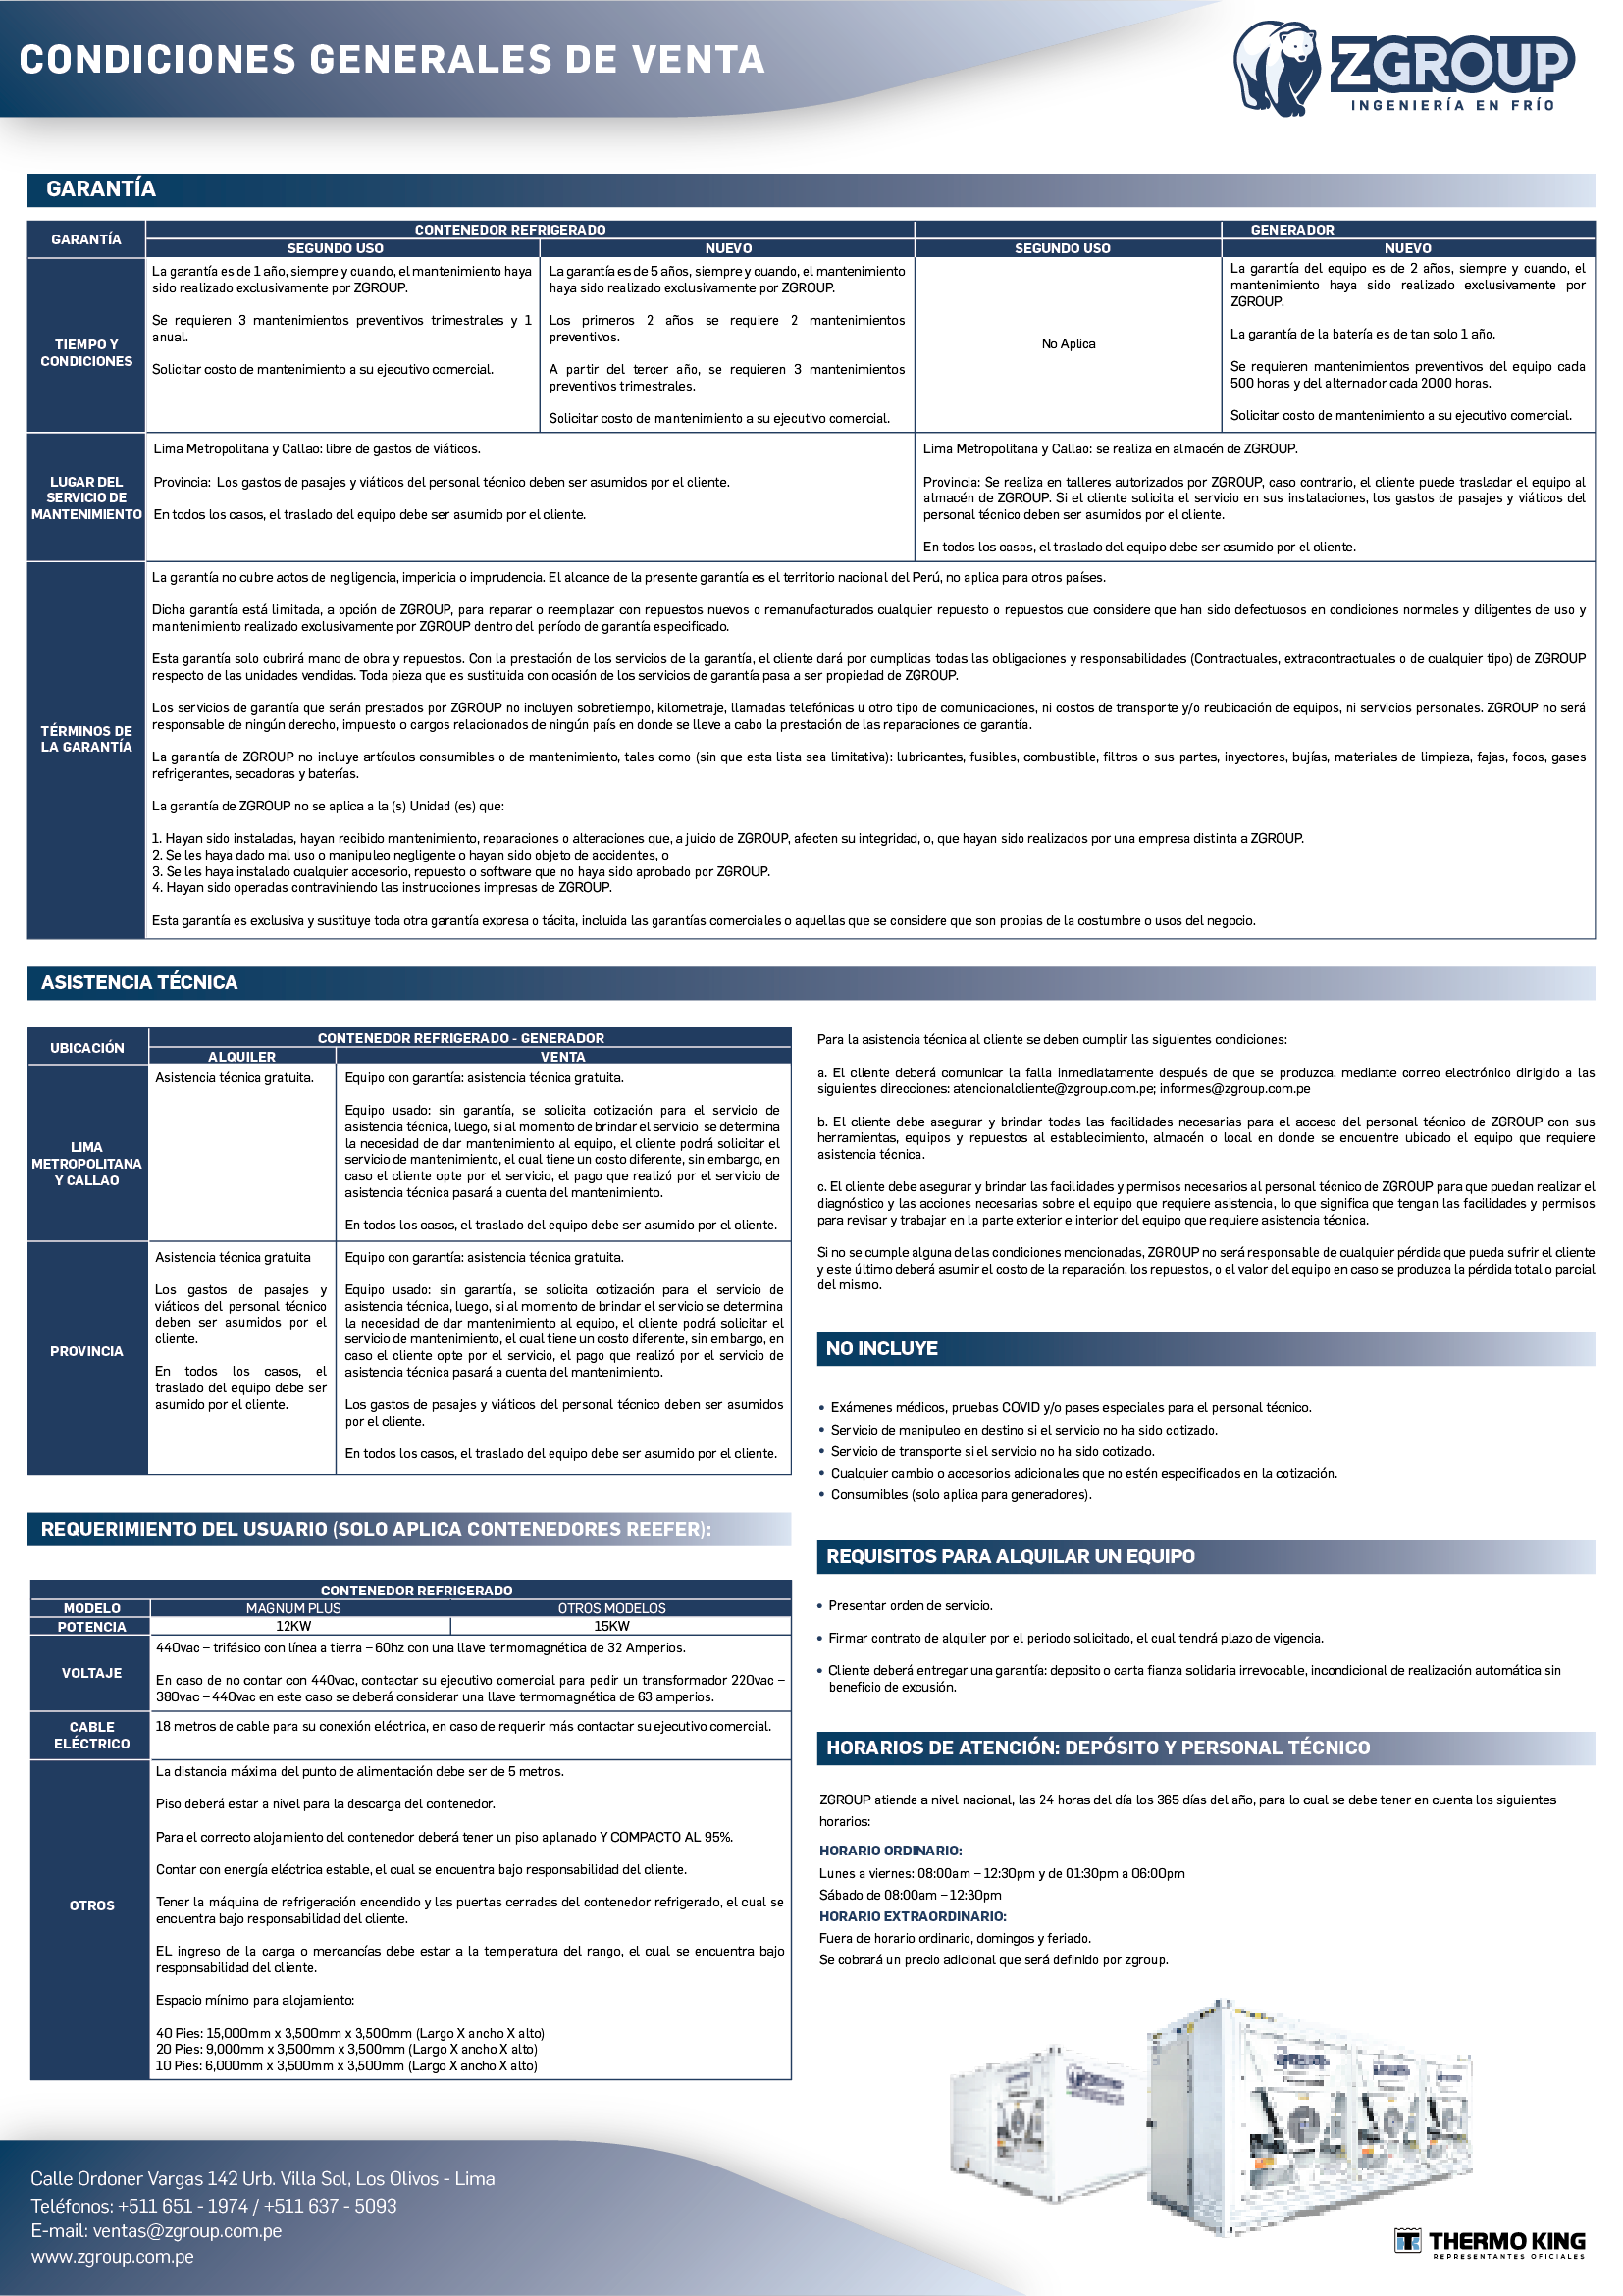 CONDICIONES GENERALES DE VENTA
ZGROUP
INGENIERÍA EN FRÍO
GARANTÍA
GARANTÍA
CONTENEDOR REFRIGERADO
GENERADOR
SEGUNDO USO
NUEVO
SEGUNDO USO
NUEVO
TIEMPO Y
CONDICIONES
La garantía es de 1 año, siempre y cuando, el mantenimiento haya
sido realizado exclusivamente por ZGROUP.
Se requieren 3 mantenimientos preventivos trimestrales y 1
anual.
Solicitar costo de mantenimiento a su ejecutivo comercial.
La garantía es de 5 años, siempre y cuando, el mantenimiento
haya sido realizado exclusivamente por ZGROUP.
Los primeros 2 años se requiere 2 mantenimientos
preventivos.
A partir del tercer año, se requieren 3 mantenimientos
preventivos trimestrales.
Solicitar costo de mantenimiento a su ejecutivo comercial.
No Aplica
La garantía del equipo es de 2 años, siempre y cuando, el
mantenimiento haya sido realizado exclusivamente por
ZGROUP.
La garantía de la batería es de tan solo 1 año.
Se requieren mantenimientos preventivos del equipo cada
500 horas y del alternador cada 2000 horas.
Solicitar costo de mantenimiento a su ejecutivo comercial.
LUGAR DEL
SERVICIO DE
MANTENIMIENTO
Lima Metropolitana y Callao: libre de gastos de viáticos.
Provincia: Los gastos de pasajes y viáticos del personal técnico deben ser asumidos por el cliente.
En todos los casos, el traslado del equipo debe ser asumido por el cliente.
Lima Metropolitana y Callao: se realiza en almacén de ZGROUP.
Provincia: Se realiza en talleres autorizados por ZGROUP, caso contrario, el cliente puede trasladar el equipo al
almacén de ZGROUP. Si el cliente solicita el servicio en sus instalaciones, los gastos de pasajes y viáticos del
personal técnico deben ser asumidos por el cliente.
En todos los casos, el traslado del equipo debe ser asumido por el cliente.
TÉRMINOS DE
LA GARANTÍA
La garantía no cubre actos de negligencia, impericia o imprudencia. El alcance de la presente garantía es el territorio nacional del Perú, no aplica para otros países.
Dicha garantía está limitada, a opción de ZGROUP, para reparar o reemplazar con repuestos nuevos o remanufacturados cualquier repuesto o repuestos que considere que han sido defectuosos en condiciones normales y diligentes de uso y
mantenimiento realizado exclusivamente por ZGROUP dentro del período de garantía especificado.
Esta garantía solo cubrirá mano de obra y repuestos. Con la prestación de los servicios de la garantía, el cliente dará por cumplidas todas las obligaciones y responsabilidades (Contractuales, extracontractuales o de cualquier tipo) de ZGROUP
respecto de las unidades vendidas. Toda pieza que es sustituida con ocasión de los servicios de garantía pasa a ser propiedad de ZGROUP.
Los servicios de garantía que serán prestados por ZGROUP no incluyen sobretiempo, kilometraje, llamadas telefónicas u otro tipo de comunicaciones, ni costos de transporte y/o reubicación de equipos, ni servicios personales. ZGROUP no será
responsable de ningún derecho, impuesto o cargos relacionados de ningún país en donde se lleve a cabo la prestación de las reparaciones de garantía.
La garantía de ZGROUP no incluye artículos consumibles o de mantenimiento, tales como (sin que esta lista sea limitativa): lubricantes, fusibles, combustible, filtros o sus partes, inyectores, bujías, materiales de limpieza, fajas, focos, gases
refrigerantes, secadoras y baterías.
La garantía de ZGROUP no se aplica a la (s) Unidad (es) que:
1. Hayan sido instaladas, hayan recibido mantenimiento, reparaciones o alteraciones que, a juicio de ZGROUP, afecten su integridad, o, que hayan sido realizados por una empresa distinta a ZGROUP.
2. Se les haya dado mal uso o manipuleo negligente o hayan sido objeto de accidentes, o
3. Se les haya instalado cualquier accesorio, repuesto o software que no haya sido aprobado por ZGROUP.
4. Hayan sido operadas contraviniendo las instrucciones impresas de ZGROUP.
Esta garantía es exclusiva y sustituye toda otra garantía expresa o tácita, incluida las garantías comerciales o aquellas que se considere que son propias de la costumbre o usos del negocio.
ASISTENCIA TÉCNICA
UBICACIÓN
CONTENEDOR REFRIGERADO - GENERADOR
ALQUILER
VENTA
LIMA
METROPOLITANA
Y CALLAO
Asistencia técnica gratuita.
Equipo con garantía: asistencia técnica gratuita.
Equipo usado: sin garantía, se solicita cotización para el servicio de
asistencia técnica, luego, si al momento de brindar el servicio se determina
la necesidad de dar mantenimiento al equipo, el cliente podrá solicitar el
servicio de mantenimiento, el cual tiene un costo diferente, sin embargo, en
caso el cliente opte por el servicio, el pago que realizó por el servicio de
asistencia técnica pasará a cuenta del mantenimiento.
En todos los casos, el traslado del equipo debe ser asumido por el cliente.
PROVINCIA
Asistencia técnica gratuita
Los gastos de pasajes y
viáticos del personal técnico
deben ser asumidos por el
cliente.
En todos los casos, el
traslado del equipo debe ser
asumido por el cliente.
Equipo con garantía: asistencia técnica gratuita.
Equipo usado: sin garantía, se solicita cotización para el servicio de
asistencia técnica, luego, si al momento de brindar el servicio se determina
la necesidad de dar mantenimiento al equipo, el cliente podrá solicitar el
servicio de mantenimiento, el cual tiene un costo diferente, sin embargo, en
caso el cliente opte por el servicio, el pago que realizó por el servicio de
asistencia técnica pasará a cuenta del mantenimiento.
Los gastos de pasajes y viáticos del personal técnico deben ser asumidos
por el cliente.
En todos los casos, el traslado del equipo debe ser asumido por el cliente.
Para la asistencia técnica al cliente se deben cumplir las siguientes condiciones:
a. El cliente deberá comunicar la falla inmediatamente después de que se produzca, mediante correo electrónico dirigido a las
siguientes direcciones: atencionalcliente@zgroup.com.pe; informes@zgroup.com.pe
b. El cliente debe asegurar y brindar todas las facilidades necesarias para el acceso del personal técnico de ZGROUP con sus
herramientas, equipos y repuestos al establecimiento, almacén o local en donde se encuentre ubicado el equipo que requiere
asistencia técnica.
c. El cliente debe asegurar y brindar las facilidades y permisos necesarios al personal técnico de ZGROUP para que puedan realizar el
diagnóstico y las acciones necesarias sobre el equipo que requiere asistencia, lo que significa que tengan las facilidades y permisos
para revisar y trabajar en la parte exterior e interior del equipo que requiere asistencia técnica.
Si no se cumple alguna de las condiciones mencionadas, ZGROUP no será responsable de cualquier pérdida que pueda sufrir el cliente
y este último deberá asumir el costo de la reparación, los repuestos, o el valor del equipo en caso se produzca la pérdida total o parcial
del mismo.
NO INCLUYE
• Exámenes médicos, pruebas COVID y/o pases especiales para el personal técnico.
• Servicio de manipuleo en destino si el servicio no ha sido cotizado.
• Servicio de transporte si el servicio no ha sido cotizado.
• Cualquier cambio o accesorios adicionales que no estén especificados en la cotización.
• Consumibles (solo aplica para generadores).
REQUERIMIENTO DEL USUARIO (SOLO APLICA CONTENEDORES REEFER):
CONTENEDOR REFRIGERADO
MODELO
MAGNUM PLUS
OTROS MODELOS
POTENCIA
12KW
15KW
VOLTAJE
440vac – trifásico con línea a tierra – 60hz con una llave termomagnética de 32 Amperios.
En caso de no contar con 440vac, contactar su ejecutivo comercial para pedir un transformador 220vac –
380vac – 440vac en este caso se deberá considerar una llave termomagnética de 63 amperios.
CABLE
ELÉCTRICO
18 metros de cable para su conexión eléctrica, en caso de requerir más contactar su ejecutivo comercial.
OTROS
La distancia máxima del punto de alimentación debe ser de 5 metros.
Piso deberá estar a nivel para la descarga del contenedor.
Para el correcto alojamiento del contenedor deberá tener un piso aplanado Y COMPACTO AL 95%.
Contar con energía eléctrica estable, el cual se encuentra bajo responsabilidad del cliente.
Tener la máquina de refrigeración encendido y las puertas cerradas del contenedor refrigerado, el cual se
encuentra bajo responsabilidad del cliente.
EL ingreso de la carga o mercancías debe estar a la temperatura del rango, el cual se encuentra bajo
responsabilidad del cliente.
Espacio mínimo para alojamiento:
40 Pies: 15,000mm x 3,500mm x 3,500mm (Largo X ancho X alto)
20 Pies: 9,000mm x 3,500mm x 3,500mm (Largo X ancho X alto)
10 Pies: 6,000mm x 3,500mm x 3,500mm (Largo X ancho X alto)
REQUISITOS PARA ALQUILAR UN EQUIPO
• Presentar orden de servicio.
• Firmar contrato de alquiler por el periodo solicitado, el cual tendrá plazo de vigencia.
• Cliente deberá entregar una garantía: deposito o carta fianza solidaria irrevocable, incondicional de realización automática sin
beneficio de excusión.
HORARIOS DE ATENCIÓN: DEPÓSITO Y PERSONAL TÉCNICO
ZGROUP atiende a nivel nacional, las 24 horas del día los 365 días del año, para lo cual se debe tener en cuenta los siguientes
horarios:
HORARIO ORDINARIO:
Lunes a viernes: 08:00am – 12:30pm y de 01:30pm a 06:00pm
Sábado de 08:00am – 12:30pm
HORARIO EXTRAORDINARIO:
Fuera de horario ordinario, domingos y feriado.
Se cobrará un precio adicional que será definido por zgroup.
Calle Ordoner Vargas 142 Urb. Villa Sol, Los Olivos - Lima
Teléfonos: +511 651 - 1974 / +511 637 - 5093
E-mail: ventas@zgroup.com.pe
www.zgroup.com.pe
THERMO KING
REPRESENTANTES OFICIALES